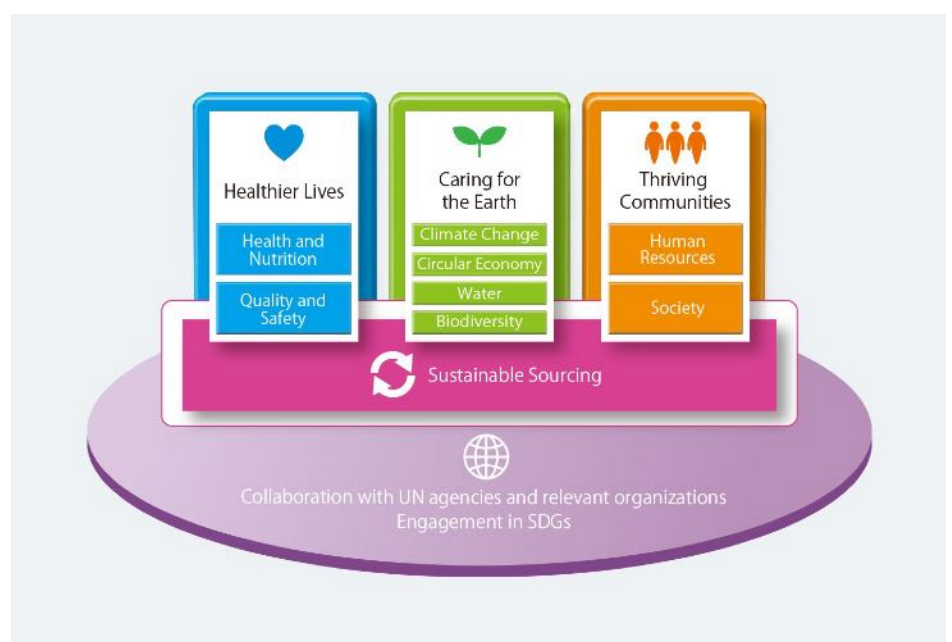 Healthier Lives
Health and
Nutrition
Quality and
Safety
Caring for
the Earth
Climate Change
Circular Economy
Water
Biodiversity
Thriving
Communities
Human
Resources
Society
Sustainable Sourcing
Collaboration with UN agencies and relevant organizations
Engagement in SDGs